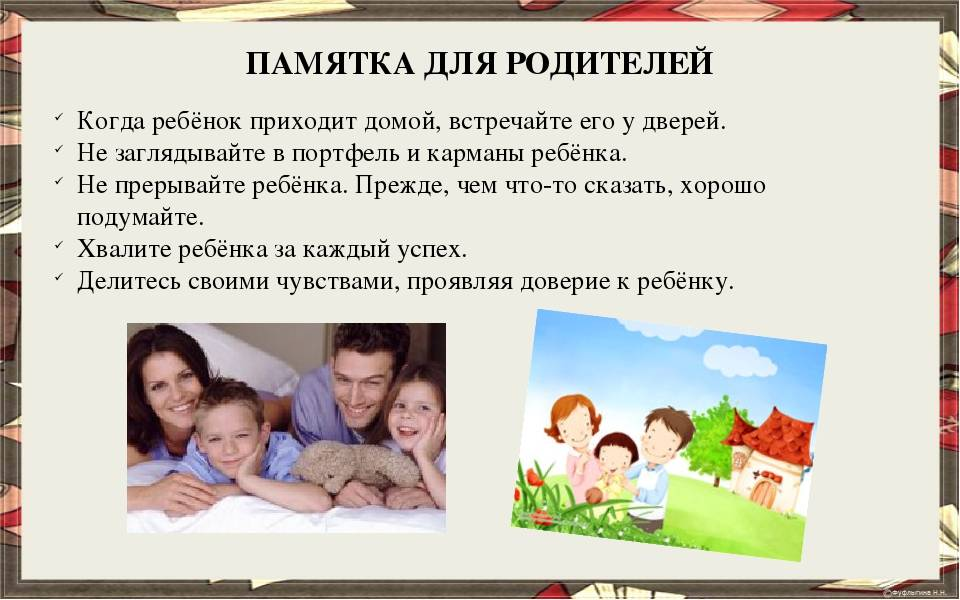 ПАМЯТКА ДЛЯ РОДИТЕЛЕЙ
Когда ребёнок приходит домой, встречайте его у дверей.
Не заглядывайте в портфель и карманы ребёнка.
Не прерывайте ребёнка. Прежде, чем что-то сказать, хорошо
подумайте.
Хвалите ребёнка за каждый успех.
Делитесь своими чувствами, проявляя доверие к ребёнку.
© Фуфлыгина Н.Н.